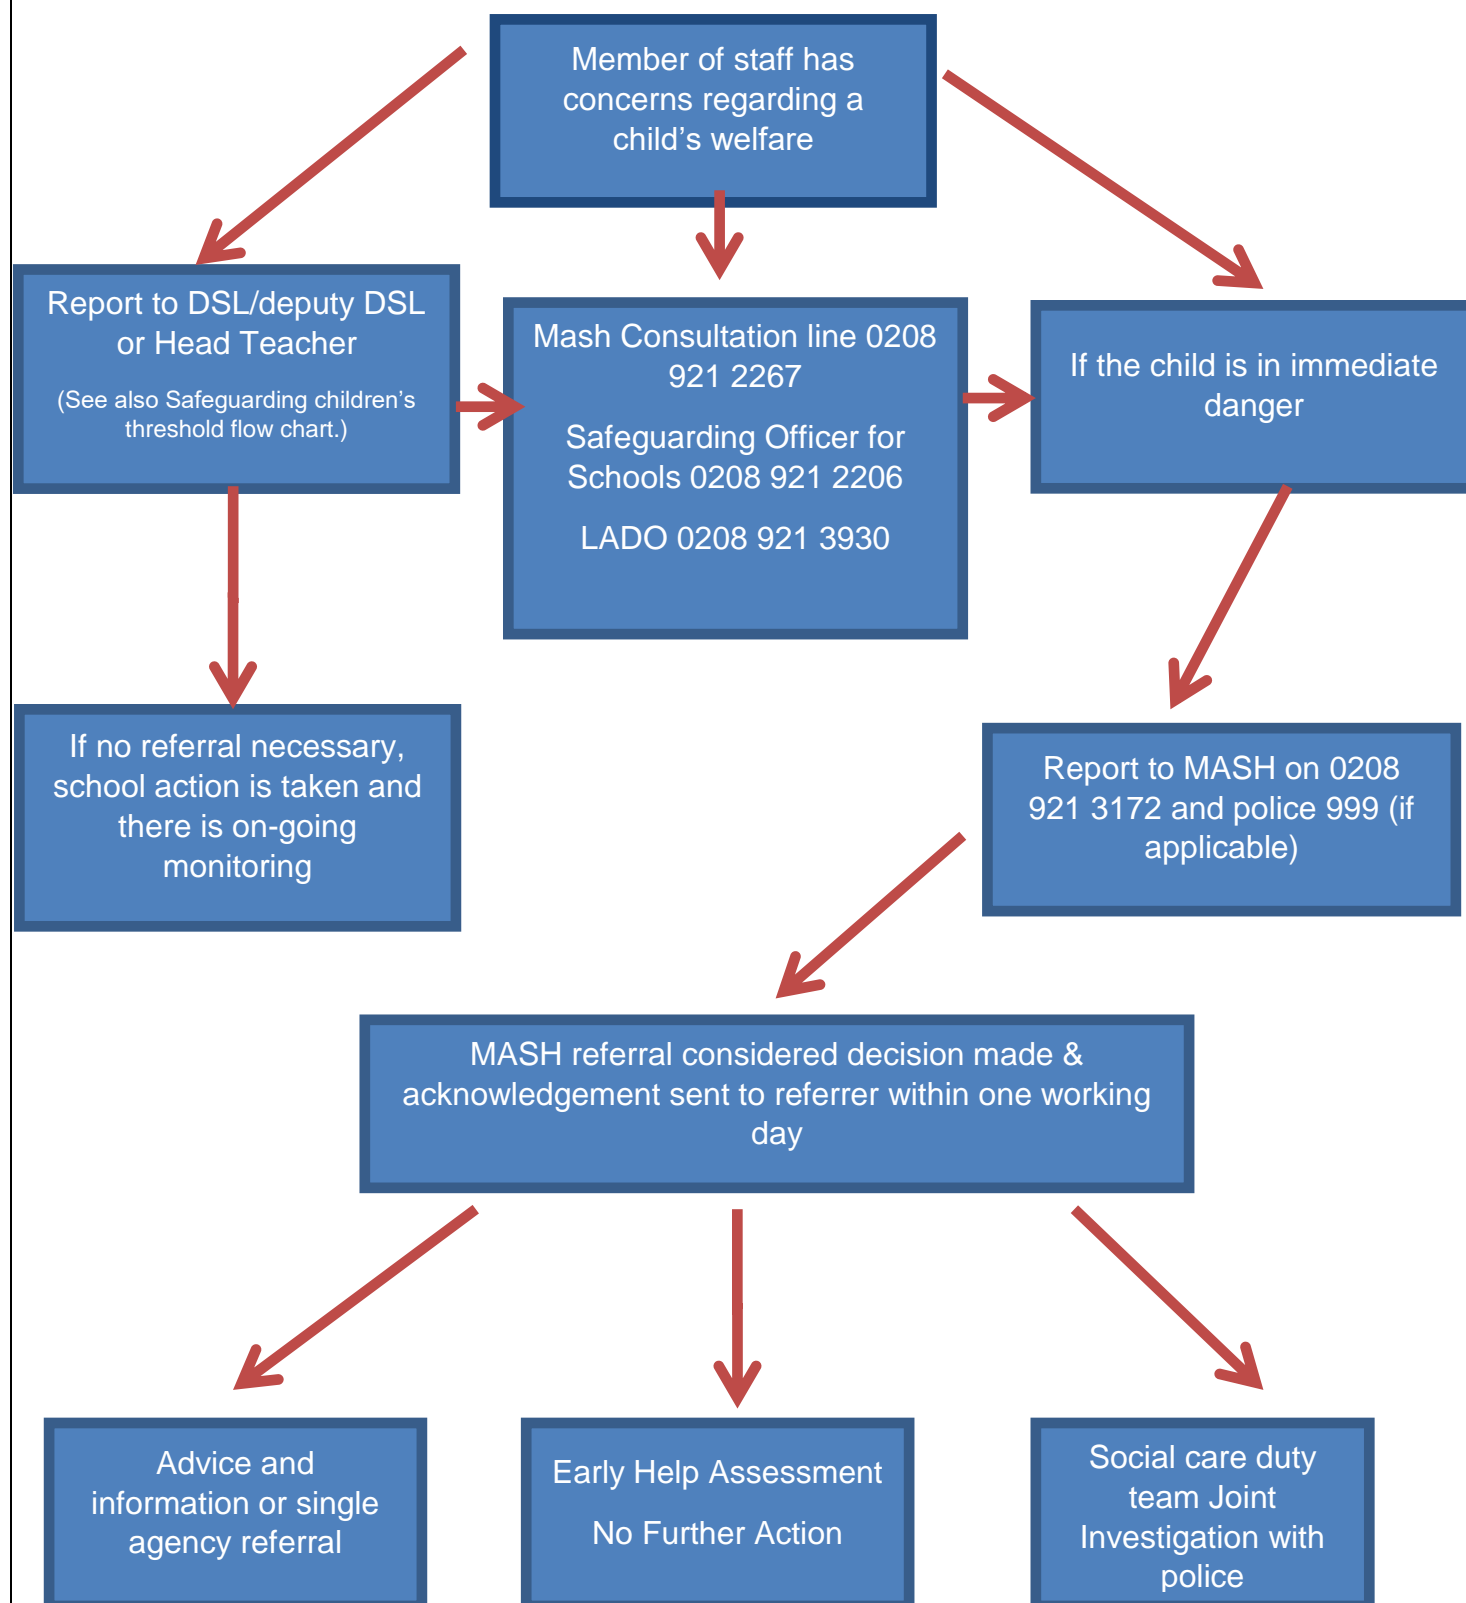 Member of staff has
concerns regarding a
child’s welfare
Report to DSL/deputy DSL
or Head Teacher
(See also Safeguarding children’s
threshold flow chart.)
Mash Consultation line 0208
921 2267
Safeguarding Officer for
Schools 0208 921 2206
LADO 0208 921 3930
If the child is in immediate
danger
If no referral necessary,
school action is taken and
there is on-going
monitoring
Report to MASH on 0208
921 3172 and police 999 (if
applicable)
MASH referral considered decision made &
acknowledgement sent to referrer within one working
day
Advice and
information or single
agency referral
Early Help Assessment
No Further Action
Social care duty
team Joint
Investigation with
police